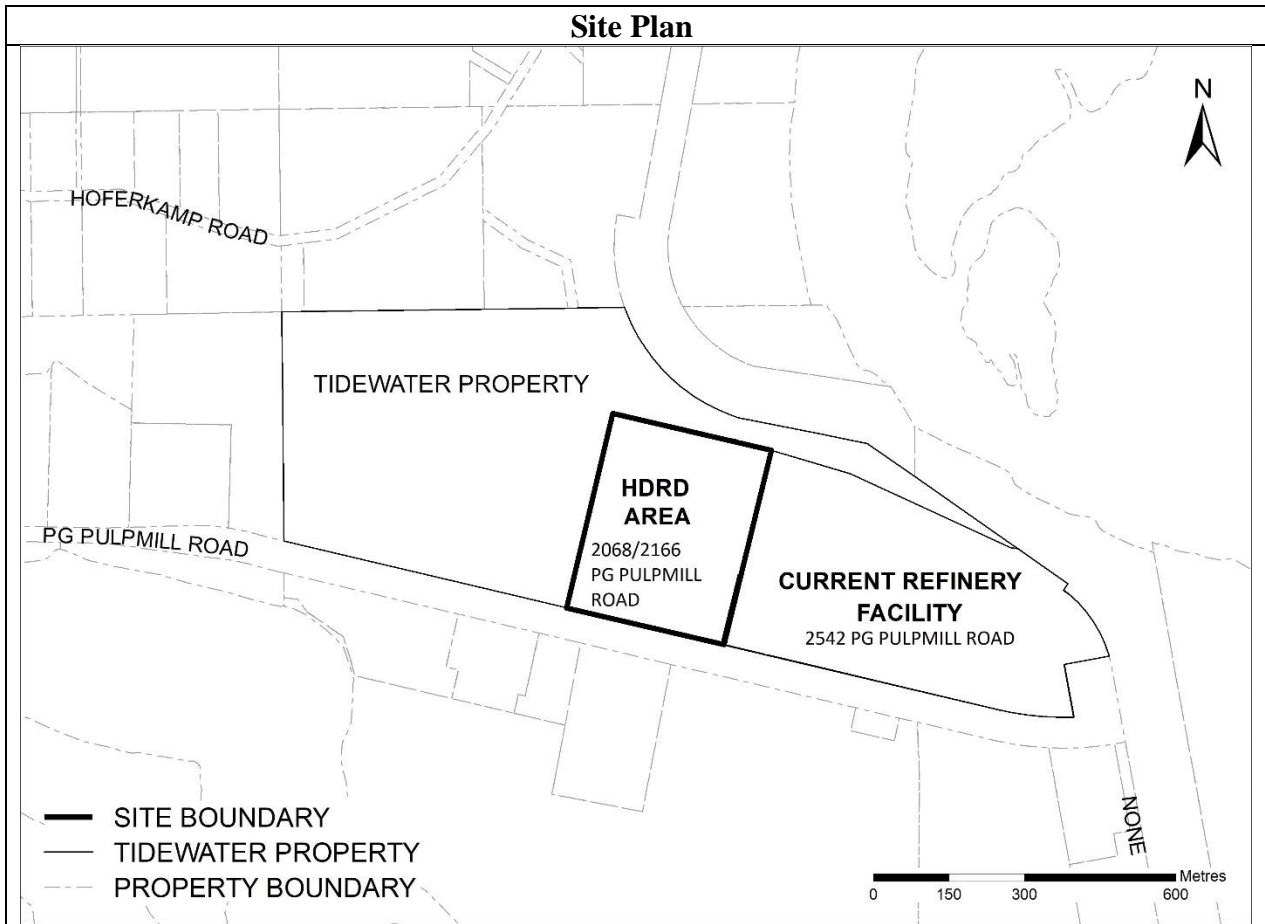 Site Plan
N
HOFERKAMP ROAD
TIDEWATER PROPERTY
HDRD
AREA
2068/2166
PG PULPMILL
ROAD
PG PULPMILL ROAD
CURRENT REFINERY
FACILITY
2542 PG PULPMILL ROAD
NONE
SITE BOUNDARY
TIDEWATER PROPERTY
PROPERTY BOUNDARY
Metres
0 150 300 600